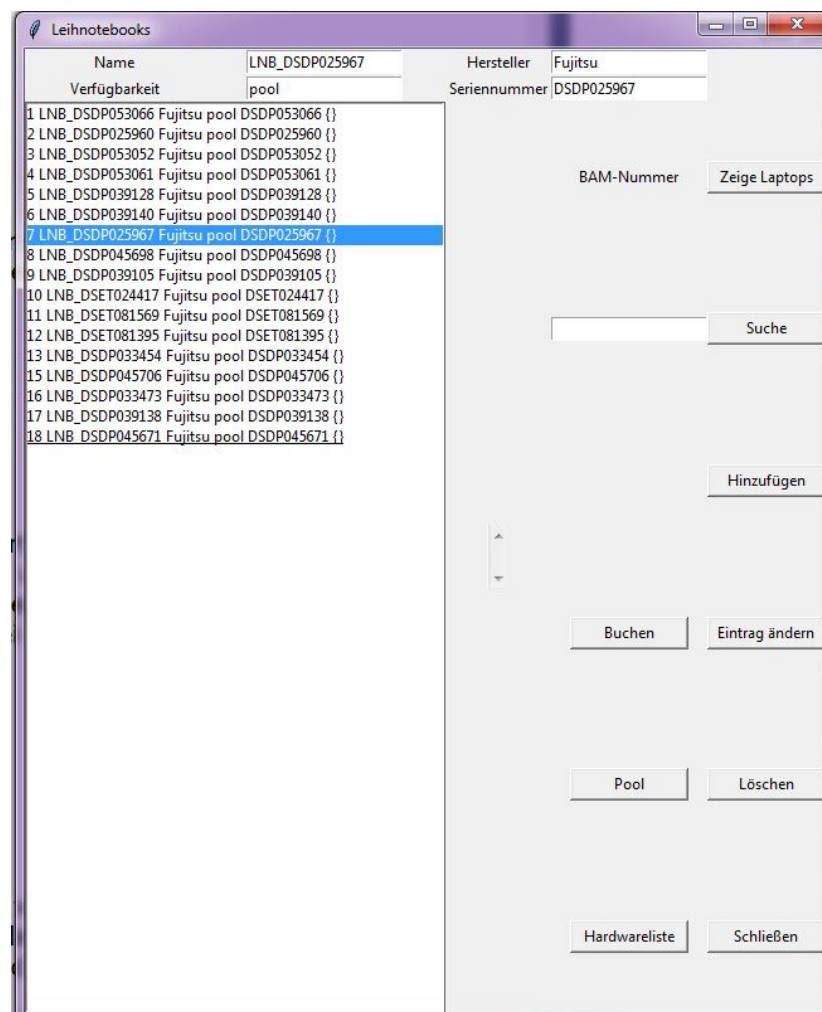 Leihnotebooks
Name LNB_DSDP025967 Hersteller Fujitsu
Verfügbarkeit pool Seriennummer DSDP025967
1 LNB_DSDP053066 Fujitsu pool DSDP053066 {}
2 LNB_DSDP025960 Fujitsu pool DSDP025960 {}
3 LNB_DSDP053052 Fujitsu pool DSDP053052 {}
4 LNB_DSDP053061 Fujitsu pool DSDP053061 {}
5 LNB_DSDP039128 Fujitsu pool DSDP039128 {}
6 LNB_DSDP039140 Fujitsu pool DSDP039140 {}
7 LNB_DSDP025967 Fujitsu pool DSDP025967 {}
8 LNB_DSDP045698 Fujitsu pool DSDP045698 {}
9 LNB_DSDP039105 Fujitsu pool DSDP039105 {}
10 LNB_DSET024417 Fujitsu pool DSET024417 {}
11 LNB_DSET081569 Fujitsu pool DSET081569 {}
12 LNB_DSET081395 Fujitsu pool DSET081395 {}
13 LNB_DSDP033454 Fujitsu pool DSDP033454 {}
15 LNB_DSDP045706 Fujitsu pool DSDP045706 {}
16 LNB_DSDP033473 Fujitsu pool DSDP033473 {}
17 LNB_DSDP039138 Fujitsu pool DSDP039138 {}
18 LNB_DSDP045671 Fujitsu pool DSDP045671 {}
BAM-Nummer Zeige Laptops
Suche
Hinzufügen
Buchen Eintrag ändern
Pool Löschen
Hardwareliste Schließen